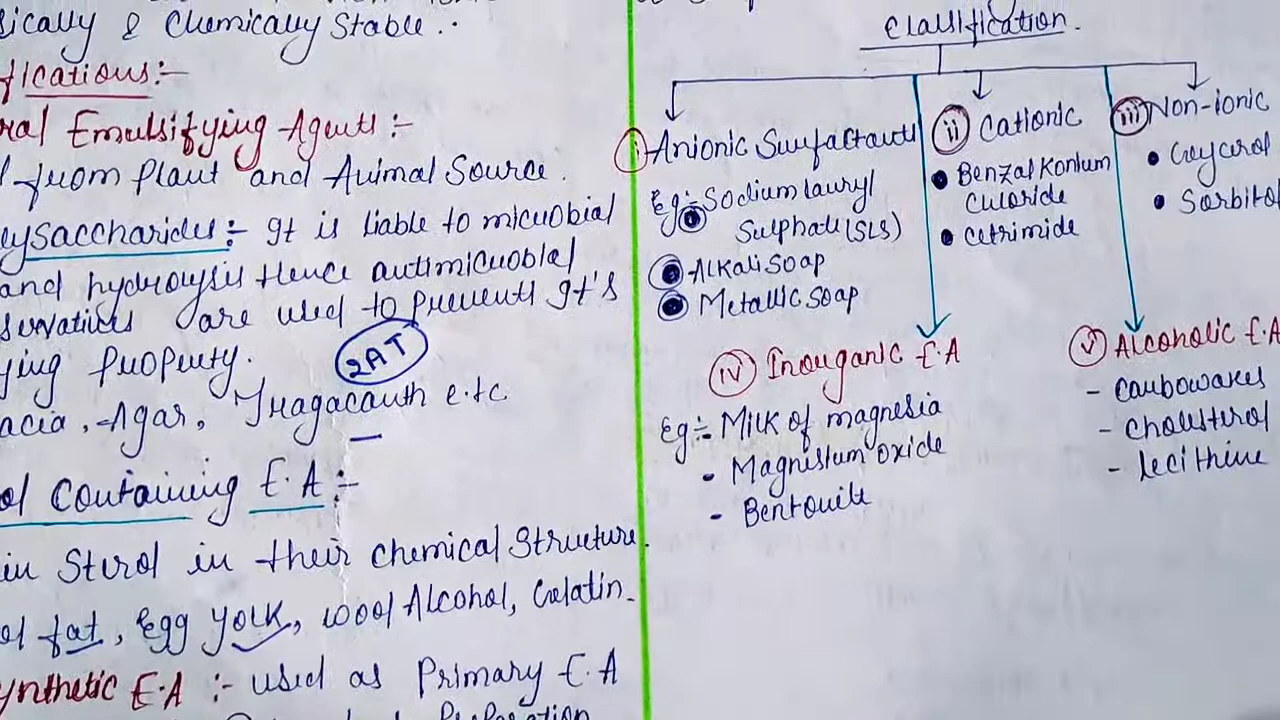 sically & Chemically Stable.
fications:-
ral Emulsifying Agents:-
from Plant and Animal Source.
lysaccharides:- It is liable to microbial
and hydrolysis Hence antimicrobial
servatives are used to prevents It's
ying Property.
2AT
acia, Agar, Tragacanth e.t.c
ol Containing E.A:-
in Sterol in their chemical Structure.
ol fat, Egg Yolk, wool Alcohol, Gelatin.
ynthetic E.A :- used as Primary E.A
Preparation
Classification.
i Anionic Surfactants
Eg:- Sodium lauryl
Sulphate (SLS)
Alkali Soap
Metallic Soap
ii Cationic
Benzalkonium
Chloride
Cetrimide
iii Non-ionic
Glycerol
Sorbitol
iv Inorganic E.A
Eg:- Milk of magnesia
- Magnesium oxide
- Bentonite
v Alcoholic E.A
- Carbowaxes
- Cholesterol
- lecithine